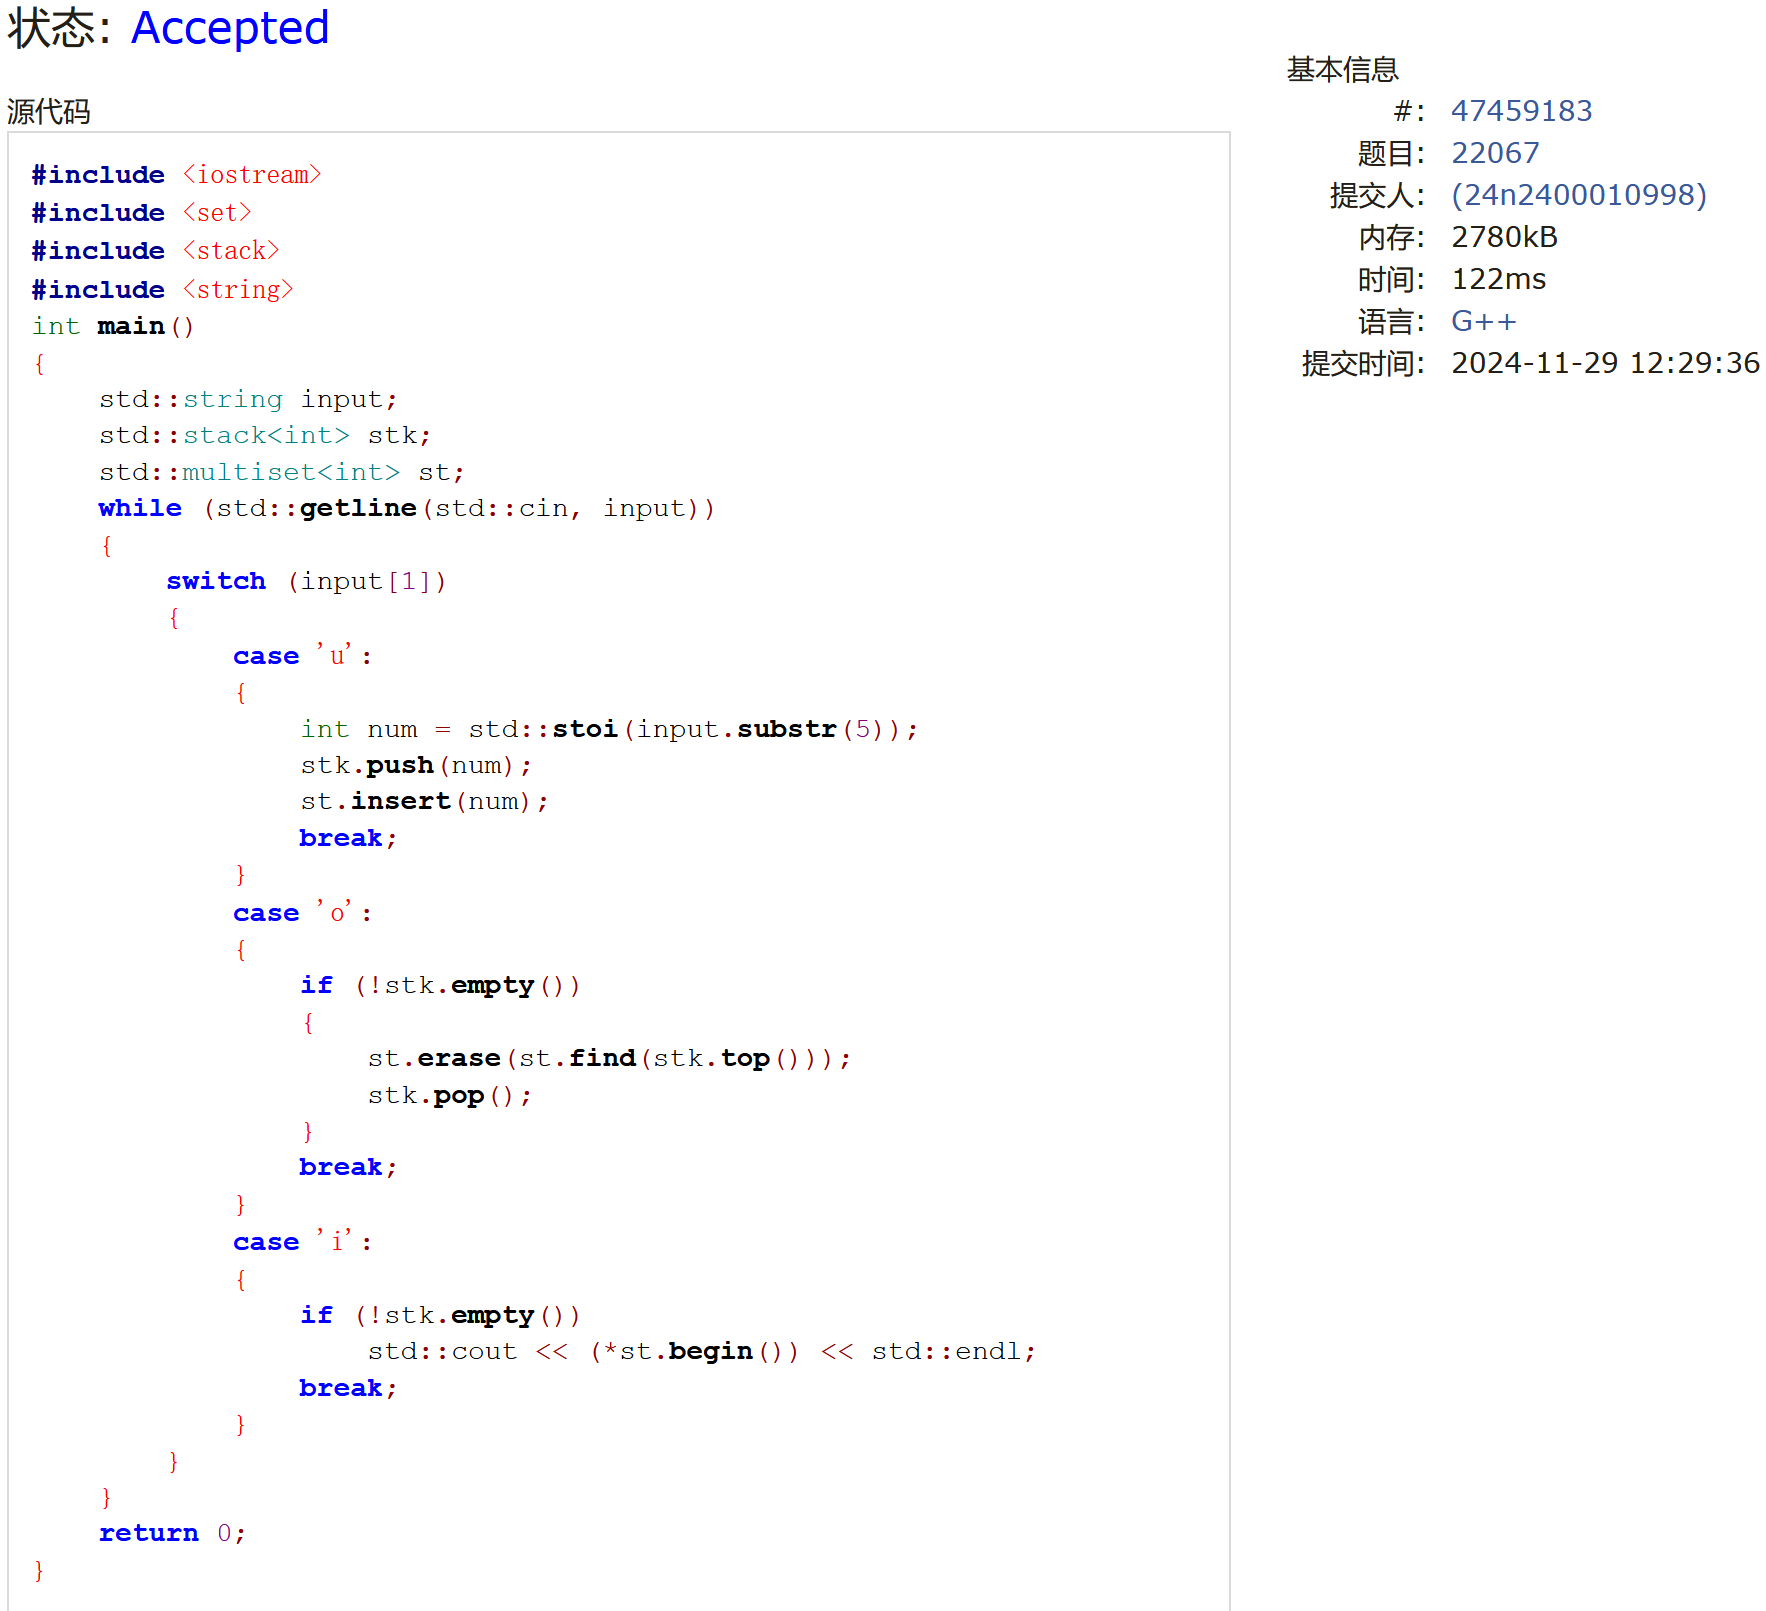 状态: Accepted
源代码
#include <iostream>
#include <set>
#include <stack>
#include <string>
int main()
{
    std::string input;
    std::stack<int> stk;
    std::multiset<int> st;
    while (std::getline(std::cin, input))
    {
        switch (input[1])
        {
            case 'u':
            {
                int num = std::stoi(input.substr(5));
                stk.push(num);
                st.insert(num);
                break;
            }
            case 'o':
            {
                if (!stk.empty())
                {
                    st.erase(st.find(stk.top()));
                    stk.pop();
                }
                break;
            }
            case 'i':
            {
                if (!stk.empty())
                    std::cout << (*st.begin()) << std::endl;
                break;
            }
        }
    }
    return 0;
}
基本信息
#: 47459183
题目: 22067
提交人: (24n2400010998)
内存: 2780kB
时间: 122ms
语言: G++
提交时间: 2024-11-29 12:29:36